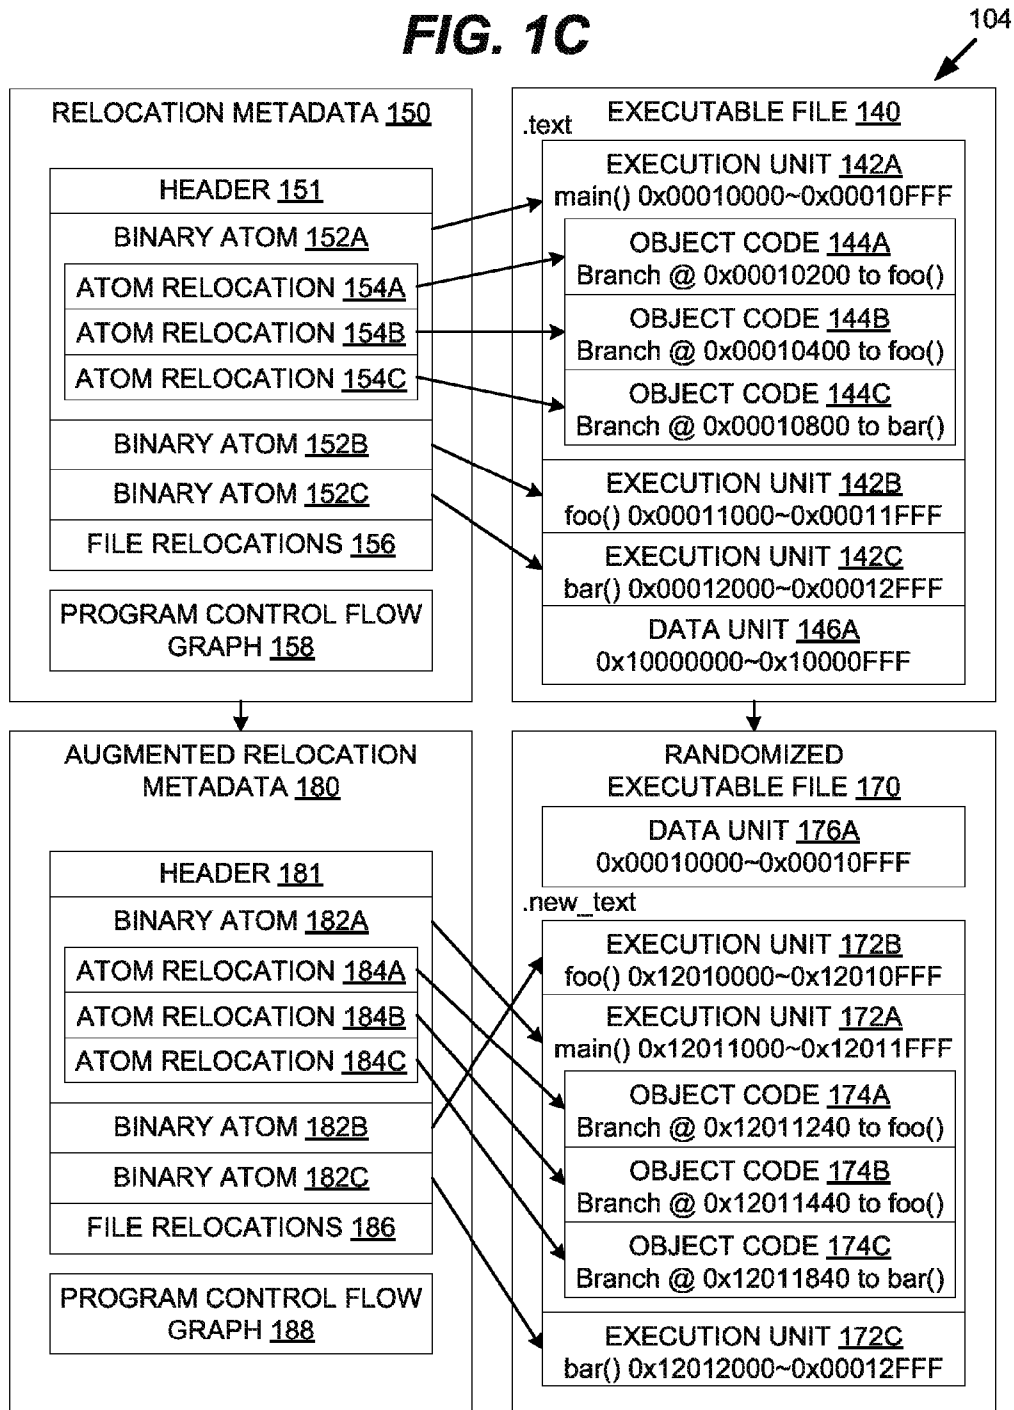 FIG. 1C
104
RELOCATION METADATA 150
HEADER 151
BINARY ATOM 152A
ATOM RELOCATION 154A
ATOM RELOCATION 154B
ATOM RELOCATION 154C
BINARY ATOM 152B
BINARY ATOM 152C
FILE RELOCATIONS 156
PROGRAM CONTROL FLOW
GRAPH 158
EXECUTABLE FILE 140
.text
EXECUTION UNIT 142A
main() 0x00010000~0x00010FFF
OBJECT CODE 144A
Branch @ 0x00010200 to foo()
OBJECT CODE 144B
Branch @ 0x00010400 to foo()
OBJECT CODE 144C
Branch @ 0x00010800 to bar()
EXECUTION UNIT 142B
foo() 0x00011000~0x00011FFF
EXECUTION UNIT 142C
bar() 0x00012000~0x00012FFF
DATA UNIT 146A
0x10000000~0x10000FFF
AUGMENTED RELOCATION
METADATA 180
HEADER 181
BINARY ATOM 182A
ATOM RELOCATION 184A
ATOM RELOCATION 184B
ATOM RELOCATION 184C
BINARY ATOM 182B
BINARY ATOM 182C
FILE RELOCATIONS 186
PROGRAM CONTROL FLOW
GRAPH 188
RANDOMIZED
EXECUTABLE FILE 170
DATA UNIT 176A
0x00010000~0x00010FFF
.new_text
EXECUTION UNIT 172B
foo() 0x12010000~0x12010FFF
EXECUTION UNIT 172A
main() 0x12011000~0x12011FFF
OBJECT CODE 174A
Branch @ 0x12011240 to foo()
OBJECT CODE 174B
Branch @ 0x12011440 to foo()
OBJECT CODE 174C
Branch @ 0x12011840 to bar()
EXECUTION UNIT 172C
bar() 0x12012000~0x00012FFF